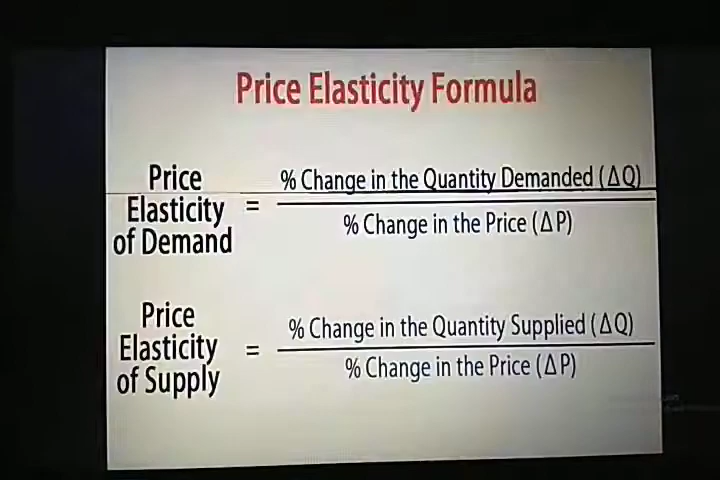 Price Elasticity Formula
Price
Elasticity
of Demand
=
% Change in the Quantity Demanded (ΔQ)
% Change in the Price (ΔP)
Price
Elasticity
of Supply
=
% Change in the Quantity Supplied (ΔQ)
% Change in the Price (ΔP)